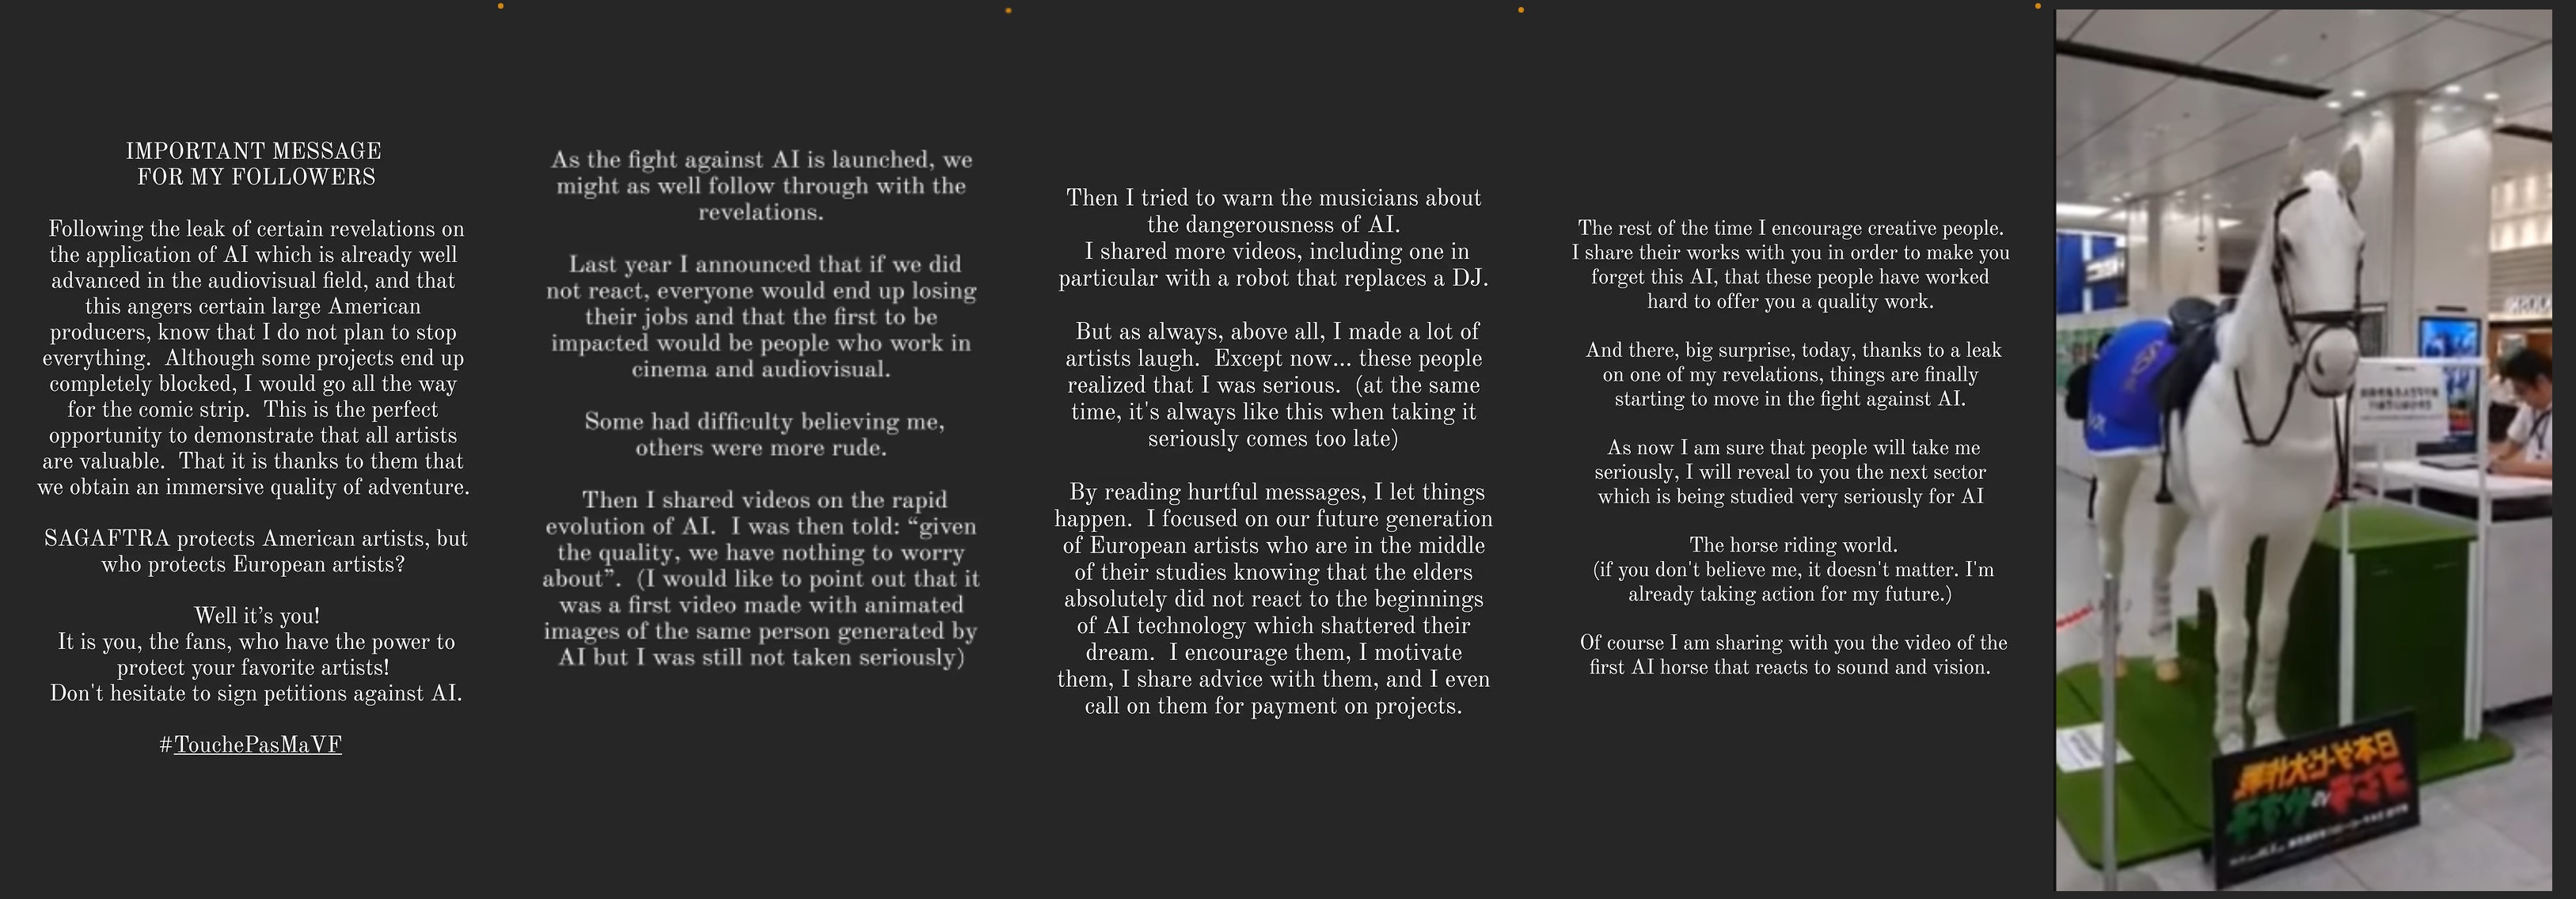 IMPORTANT MESSAGE
FOR MY FOLLOWERS
Following the leak of certain revelations on
the application of AI which is already well
advanced in the audiovisual field, and that
this angers certain large American
producers, know that I do not plan to stop
everything. Although some projects end up
completely blocked, I would go all the way
for the comic strip. This is the perfect
opportunity to demonstrate that all artists
are valuable. That it is thanks to them that
we obtain an immersive quality of adventure.
SAGAFTRA protects American artists, but
who protects European artists?
Well it’s you!
It is you, the fans, who have the power to
protect your favorite artists!
Don't hesitate to sign petitions against AI.
#TouchePasMaVF
As the fight against AI is launched, we
might as well follow through with the
revelations.
Last year I announced that if we did
not react, everyone would end up losing
their jobs and that the first to be
impacted would be people who work in
cinema and audiovisual.
Some had difficulty believing me,
others were more rude.
Then I shared videos on the rapid
evolution of AI. I was then told: “given
the quality, we have nothing to worry
about”. (I would like to point out that it
was a first video made with animated
images of the same person generated by
AI but I was still not taken seriously)
Then I tried to warn the musicians about
the dangerousness of AI.
I shared more videos, including one in
particular with a robot that replaces a DJ.
But as always, above all, I made a lot of
artists laugh. Except now... these people
realized that I was serious. (at the same
time, it's always like this when taking it
seriously comes too late)
By reading hurtful messages, I let things
happen. I focused on our future generation
of European artists who are in the middle
of their studies knowing that the elders
absolutely did not react to the beginnings
of AI technology which shattered their
dream. I encourage them, I motivate
them, I share advice with them, and I even
call on them for payment on projects.
The rest of the time I encourage creative people.
I share their works with you in order to make you
forget this AI, that these people have worked
hard to offer you a quality work.
And there, big surprise, today, thanks to a leak
on one of my revelations, things are finally
starting to move in the fight against AI.
As now I am sure that people will take me
seriously, I will reveal to you the next sector
which is being studied very seriously for AI
The horse riding world.
(if you don't believe me, it doesn't matter. I'm
already taking action for my future.)
Of course I am sharing with you the video of the
first AI horse that reacts to sound and vision.